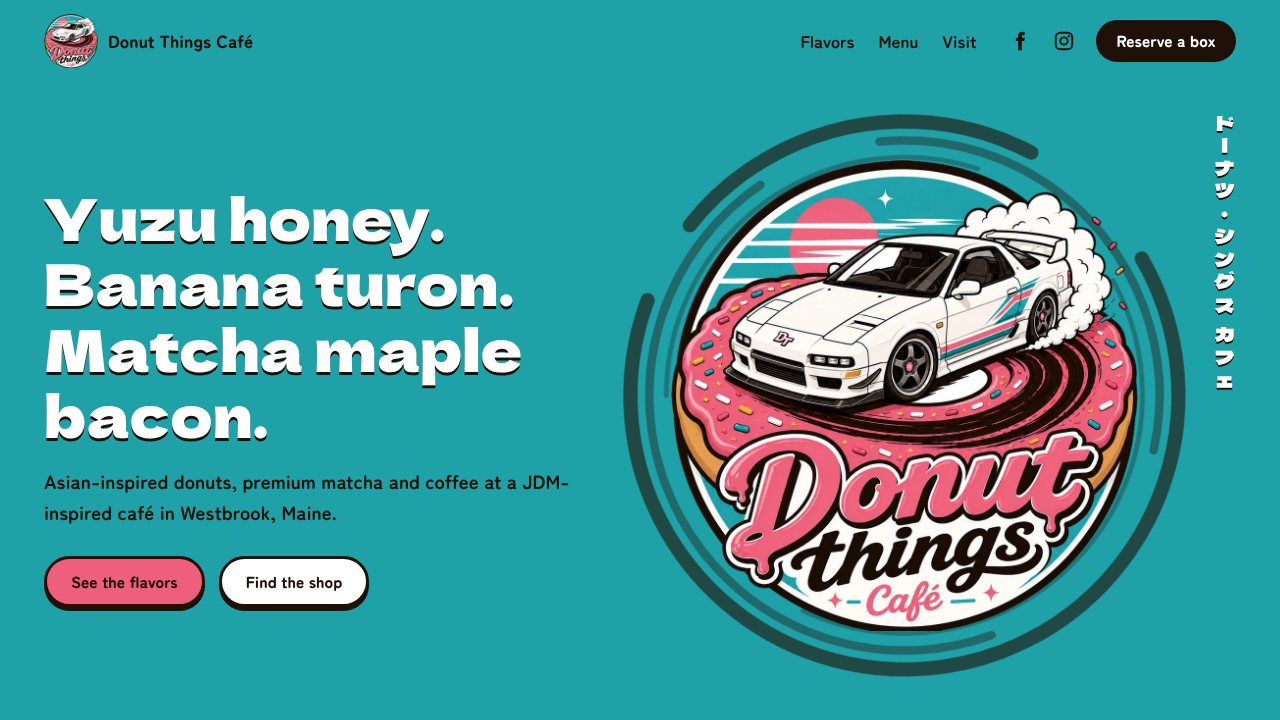 Donut Things Café
Flavors
Menu
Visit
Reserve a box
Yuzu honey.
Banana turon.
Matcha maple
bacon.
Asian-inspired donuts, premium matcha and coffee at a JDM-
inspired café in Westbrook, Maine.
See the flavors
Find the shop
DT
Donut
things
Café
ドーナツ・シングス カフェ